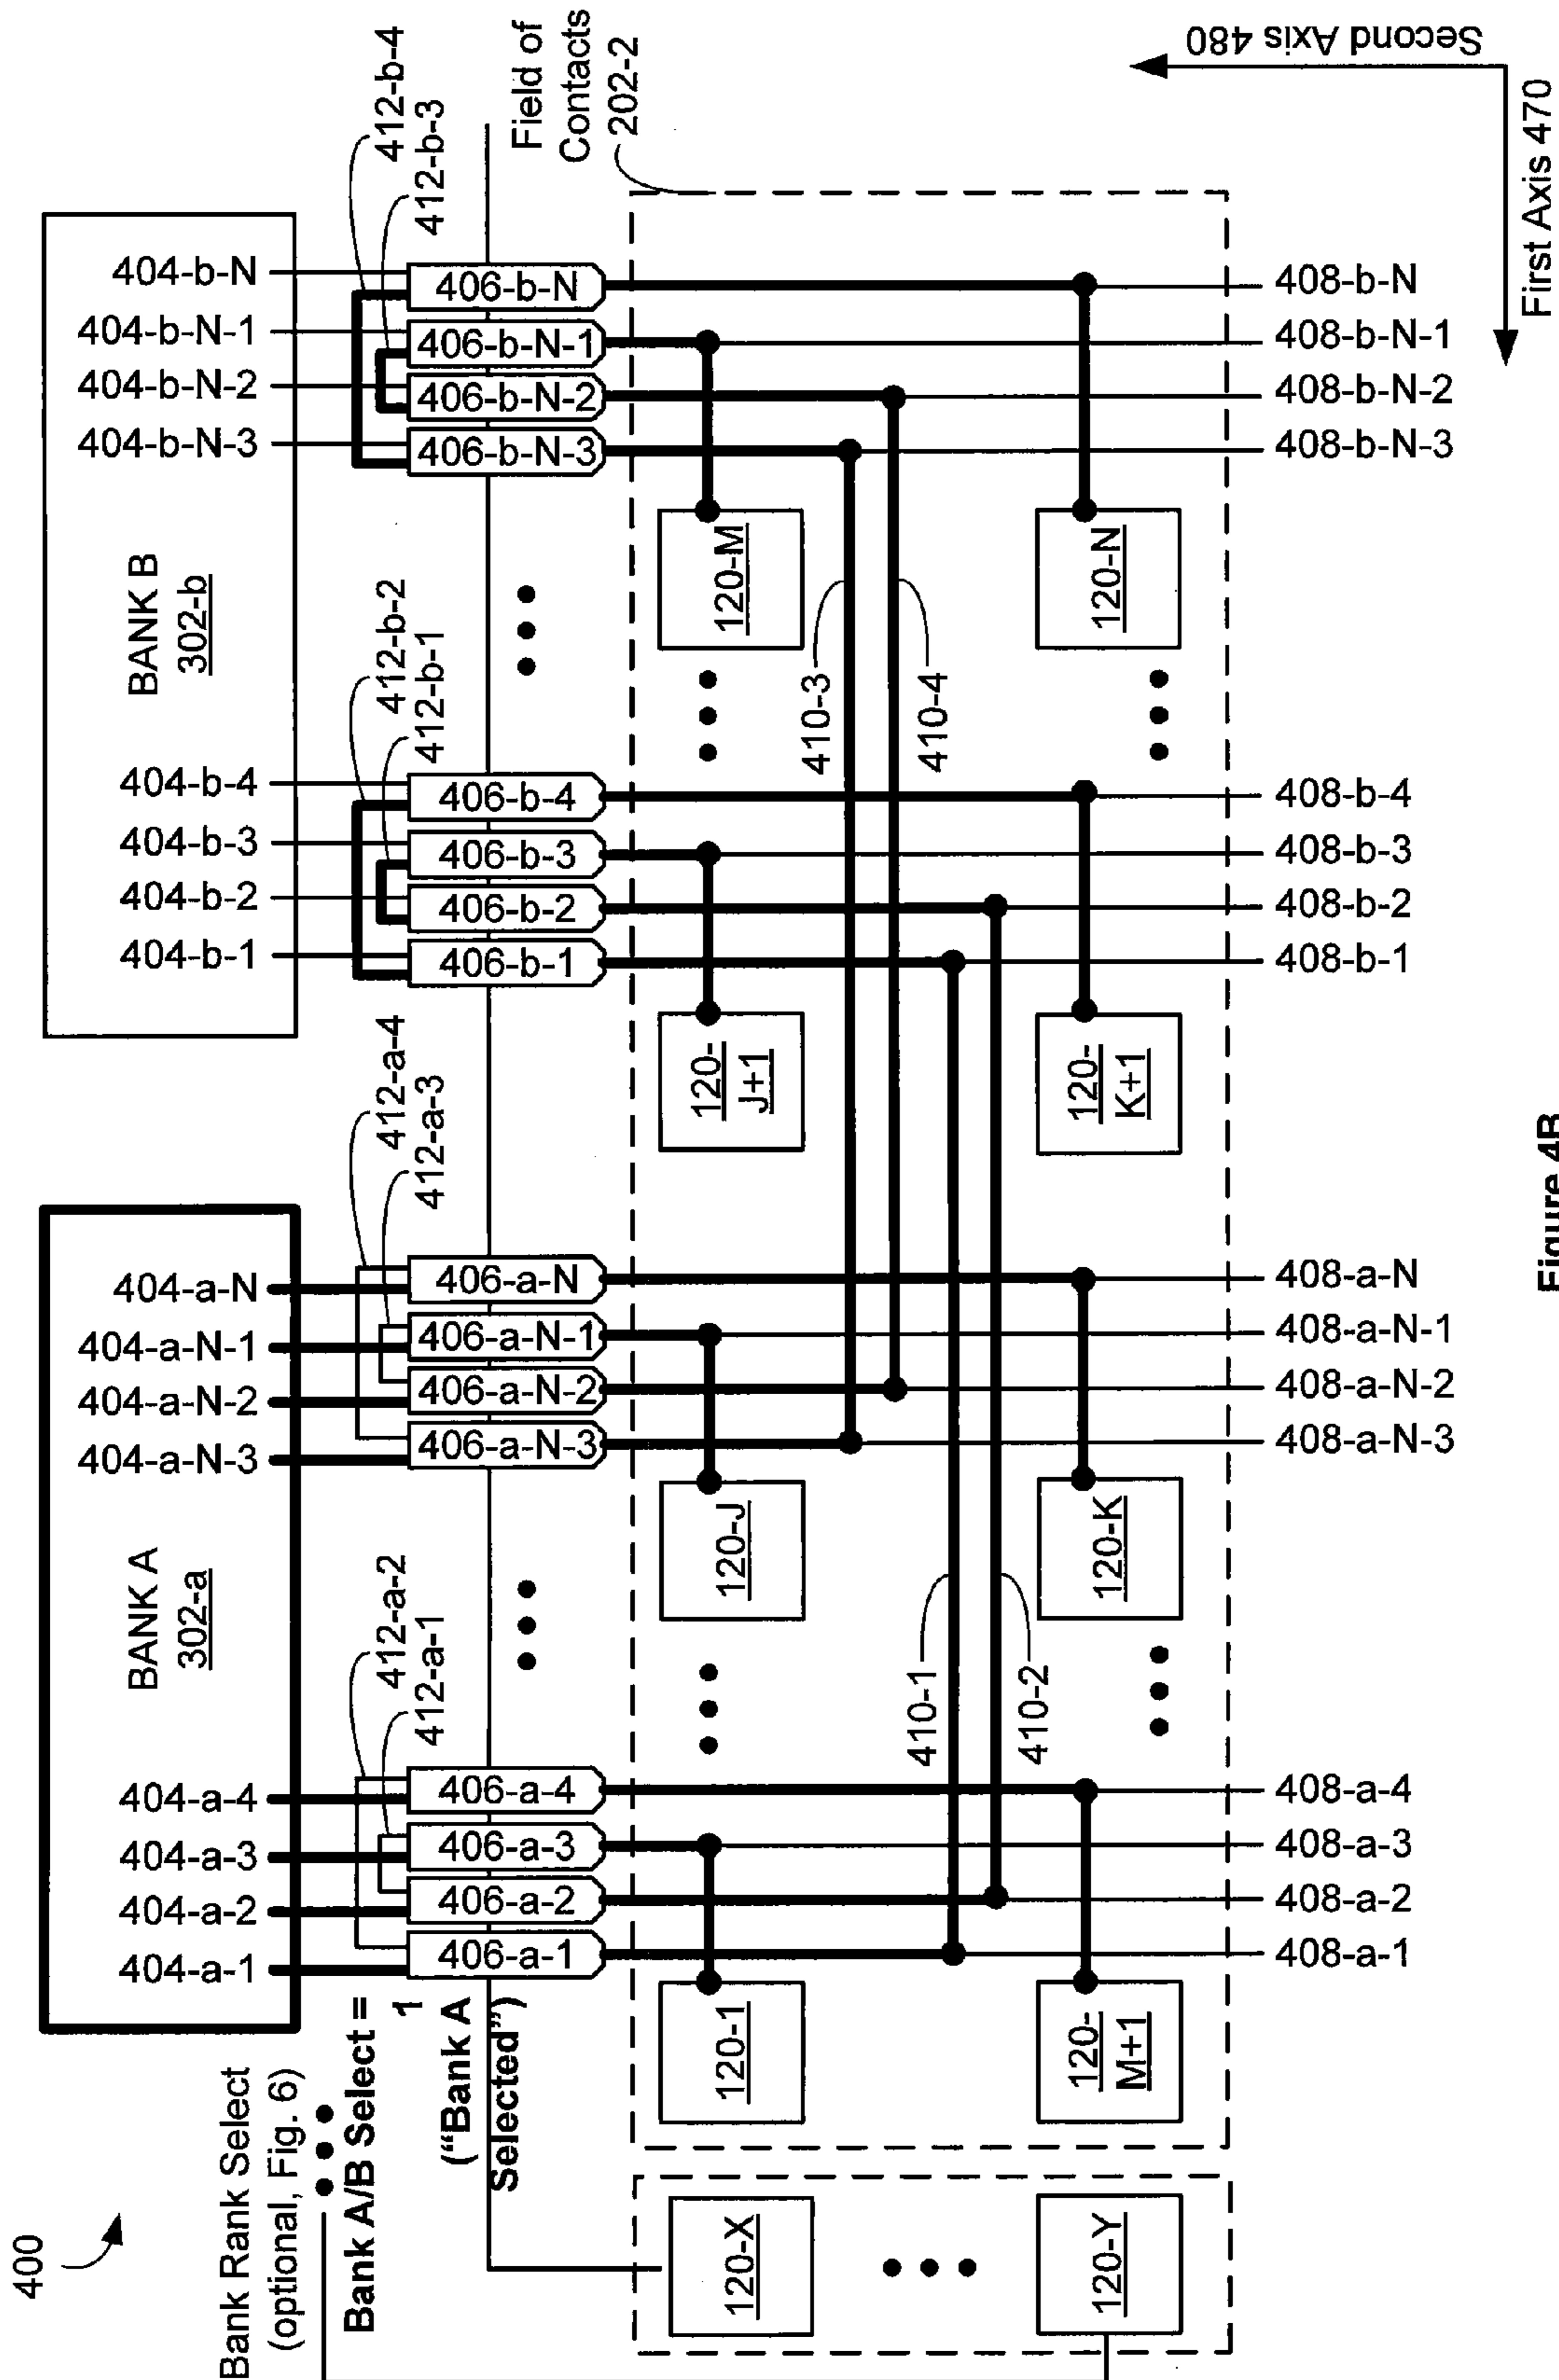 400
Bank Rank Select
(optional, Fig. 6)
Bank A/B Select =
1
("Bank A
Selected")
BANK A
302-a
BANK B
302-b
404-a-1
404-a-2
404-a-3
404-a-4
404-a-N-3
404-a-N-2
404-a-N-1
404-a-N
404-b-1
404-b-2
404-b-3
404-b-4
404-b-N-3
404-b-N-2
404-b-N-1
404-b-N
412-a-2
412-a-1
412-a-4
412-a-3
412-b-2
412-b-1
412-b-4
412-b-3
406-a-1
406-a-2
406-a-3
406-a-4
406-a-N-3
406-a-N-2
406-a-N-1
406-a-N
406-b-1
406-b-2
406-b-3
406-b-4
406-b-N-3
406-b-N-2
406-b-N-1
406-b-N
Field of
Contacts
202-2
120-X
120-1
120-J
120-
J+1
120-M
410-3
410-4
410-1
410-2
120-Y
120-
M+1
120-K
120-
K+1
120-N
408-a-1
408-a-2
408-a-3
408-a-4
408-a-N-3
408-a-N-2
408-a-N-1
408-a-N
408-b-1
408-b-2
408-b-3
408-b-4
408-b-N-3
408-b-N-2
408-b-N-1
408-b-N
Second Axis 480
First Axis 470
Figure 4B